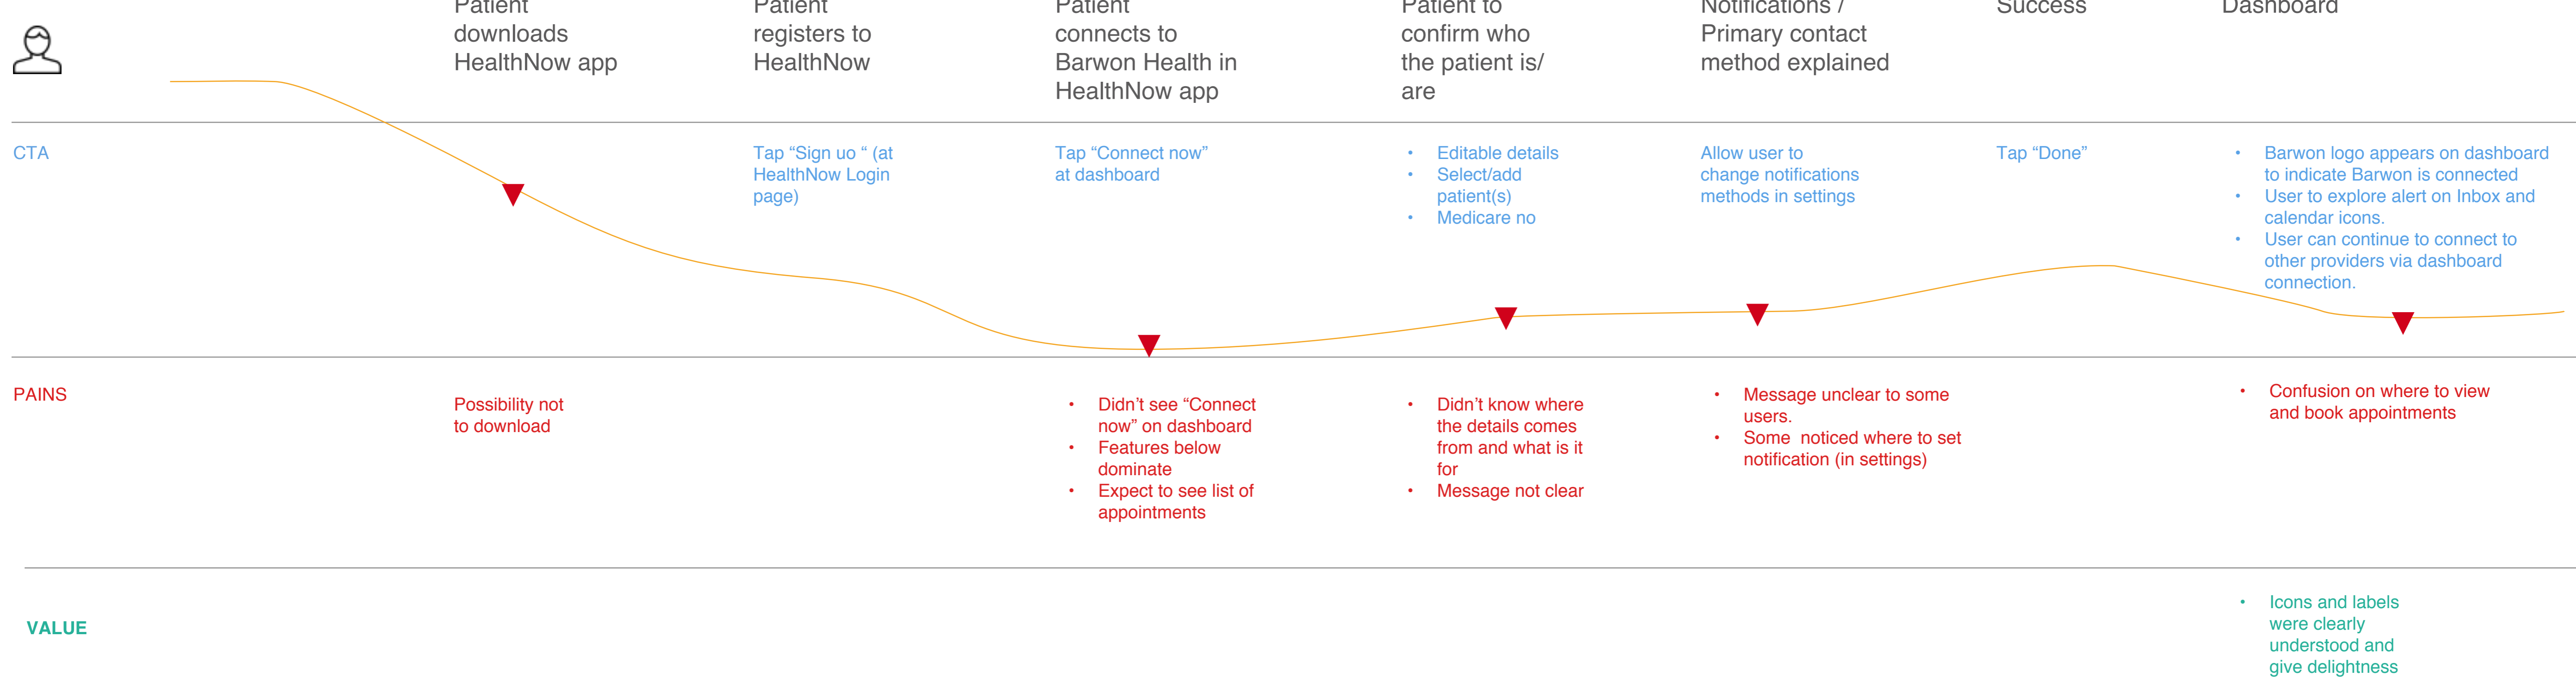 Patient
downloads
HealthNow app
Patient
registers to
HealthNow
Patient
connects to
Barwon Health in
HealthNow app
Patient to
confirm who
the patient is/
are
Notifications /
Primary contact
method explained
Success
Dashboard
CTA
Tap “Sign uo “ (at
HealthNow Login
page)
Tap “Connect now”
at dashboard
• Editable details
• Select/add
patient(s)
• Medicare no
Allow user to
change notifications
methods in settings
Tap “Done”
• Barwon logo appears on dashboard
to indicate Barwon is connected
• User to explore alert on Inbox and
calendar icons.
• User can continue to connect to
other providers via dashboard
connection.
PAINS
Possibility not
to download
• Didn’t see “Connect
now” on dashboard
• Features below
dominate
• Expect to see list of
appointments
• Didn’t know where
the details comes
from and what is it
for
• Message not clear
• Message unclear to some
users.
• Some  noticed where to set
notification (in settings)
• Confusion on where to view
and book appointments
VALUE
• Icons and labels
were clearly
understood and
give delightness